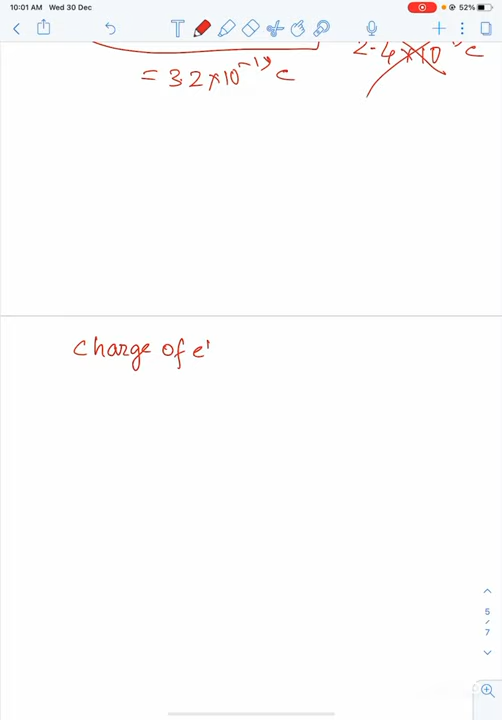 10:01 AM Wed 30 Dec
52%
= 3.2 × 10⁻¹⁹ C
Charge of e'
5
/
7